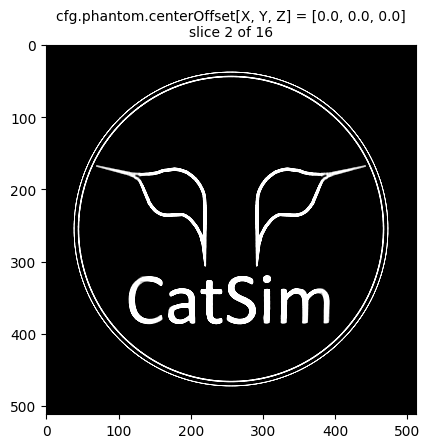 cfg.phantom.centerOffset[X, Y, Z] = [0.0, 0.0, 0.0]
slice 2 of 16
0
100
200
300
CatSim
400
500
0 100 200 300 400 500